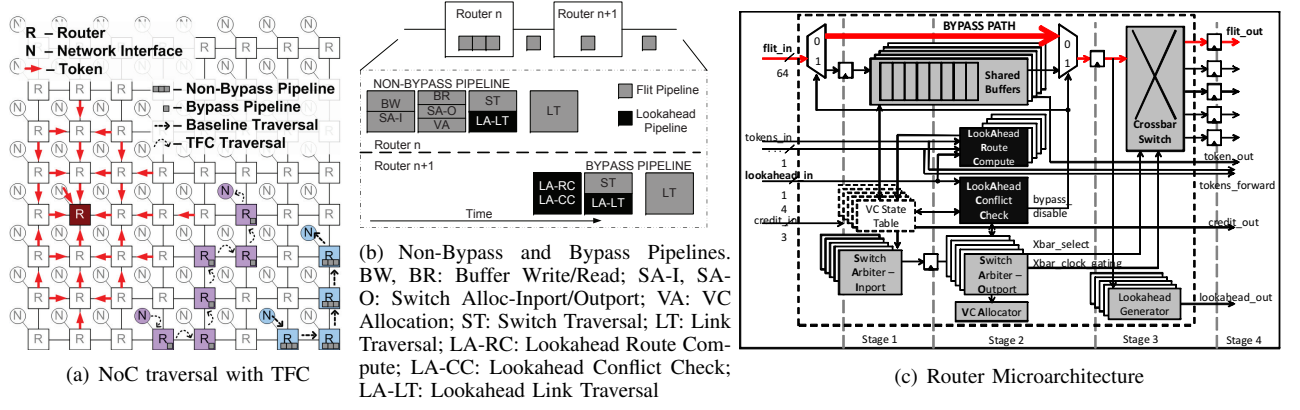 R – Router
N – Network Interface
– Token
– Non-Bypass Pipeline
– Bypass Pipeline
– Baseline Traversal
– TFC Traversal
(a) NoC traversal with TFC
Router n
Router n+1
NON-BYPASS PIPELINE
BW
SA-I
BR
SA-O
VA
ST
LA-LT
LT
Flit Pipeline
Lookahead Pipeline
Router n
Router n+1
BYPASS PIPELINE
LA-RC
LA-CC
ST
LA-LT
LT
Time
(b) Non-Bypass and Bypass Pipelines.
BW, BR: Buffer Write/Read; SA-I, SA-
O: Switch Alloc-Inport/Outport; VA: VC
Allocation; ST: Switch Traversal; LT: Link
Traversal; LA-RC: Lookahead Route Com-
pute; LA-CC: Lookahead Conflict Check;
LA-LT: Lookahead Link Traversal
BYPASS PATH
flit_in
64
0
1
Shared
Buffers
0
1
flit_out
Crossbar
Switch
tokens_in
1
LookAhead
Route
Compute
token_out
tokens_forward
lookahead_in
14
LookAhead
Conflict
Check
bypass_
disable
VC State
Table
credit_in
3
credit_out
Switch
Arbiter -
Inport
Switch
Arbiter –
Outport
Xbar_select
Xbar_clock_gating
VC Allocator
Lookahead
Generator
lookahead_out
Stage 1
Stage 2
Stage 3
Stage 4
(c) Router Microarchitecture